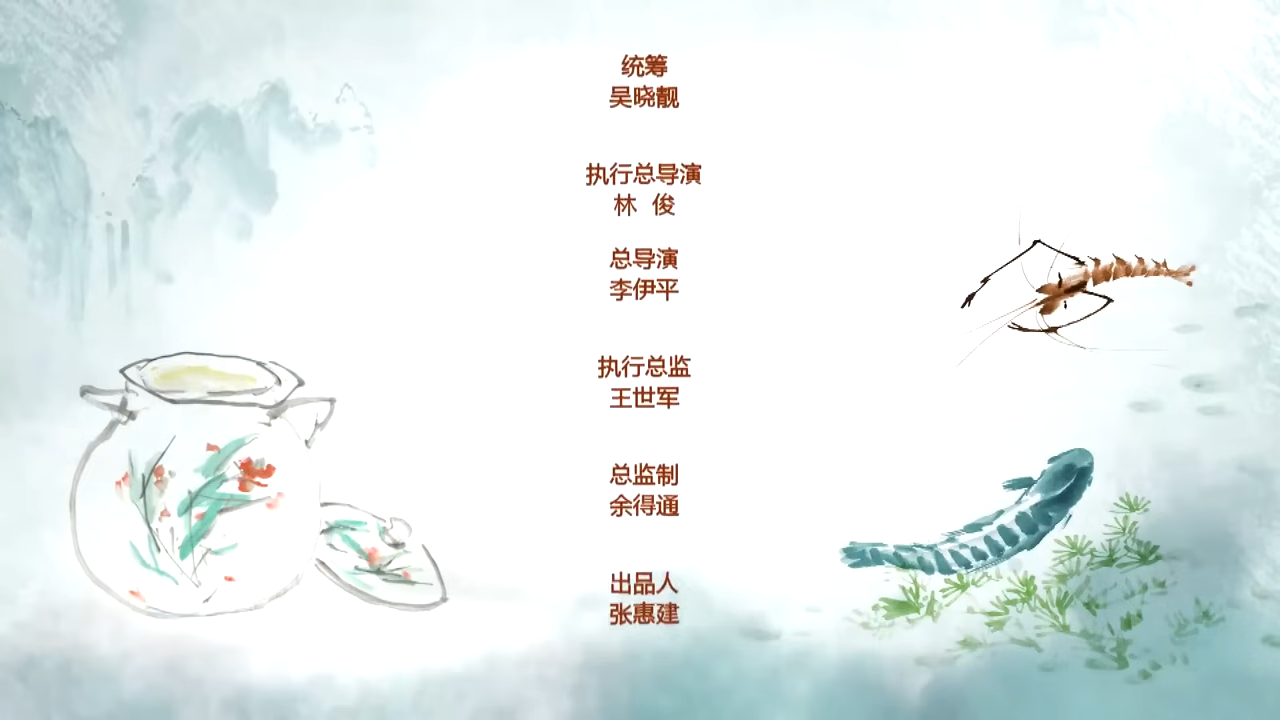 统筹
吴晓靓
执行总导演
林 俊
总导演
李伊平
执行总监
王世军
总监制
余得通
出品人
张惠建